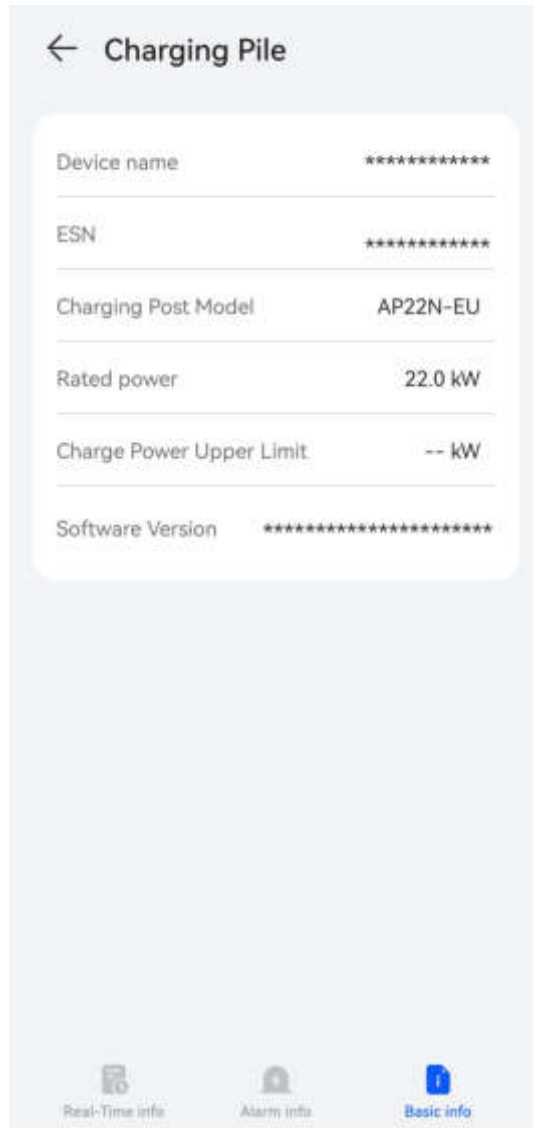 Charging Pile
Device name ************
ESN ************
Charging Post Model AP22N-EU
Rated power 22.0 kW
Charge Power Upper Limit -- kW
Software Version **********************
Real-Time info Alarm info Basic info